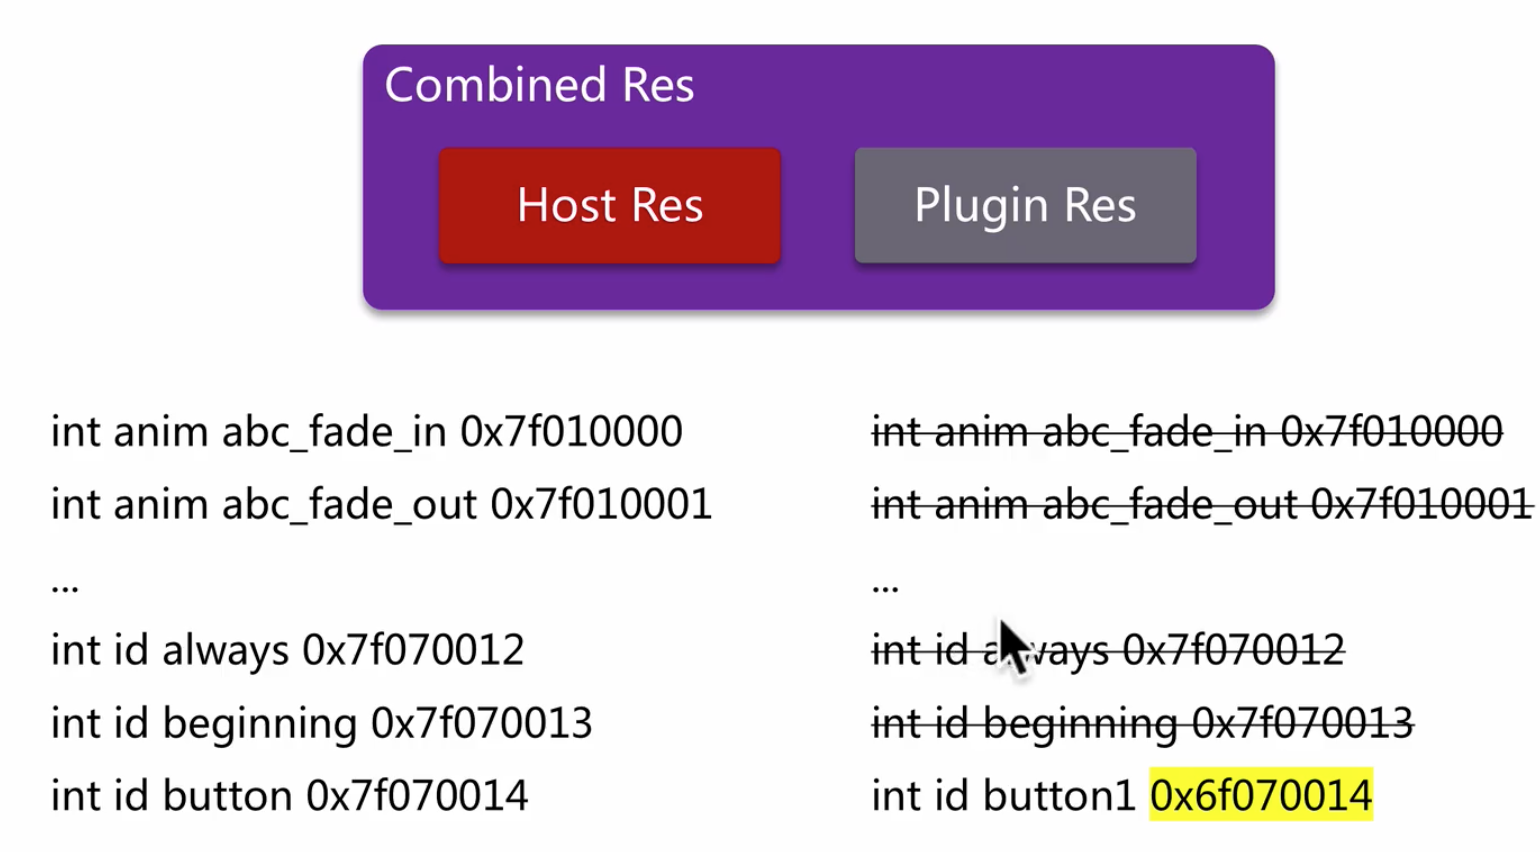 Combined Res
Host Res
Plugin Res
int anim abc_fade_in 0x7f010000
int anim abc_fade_out 0x7f010001
...
int id always 0x7f070012
int id beginning 0x7f070013
int id button 0x7f070014
int anim abc_fade_in 0x7f010000
int anim abc_fade_out 0x7f010001
...
int id always 0x7f070012
int id beginning 0x7f070013
int id button1 0x6f070014